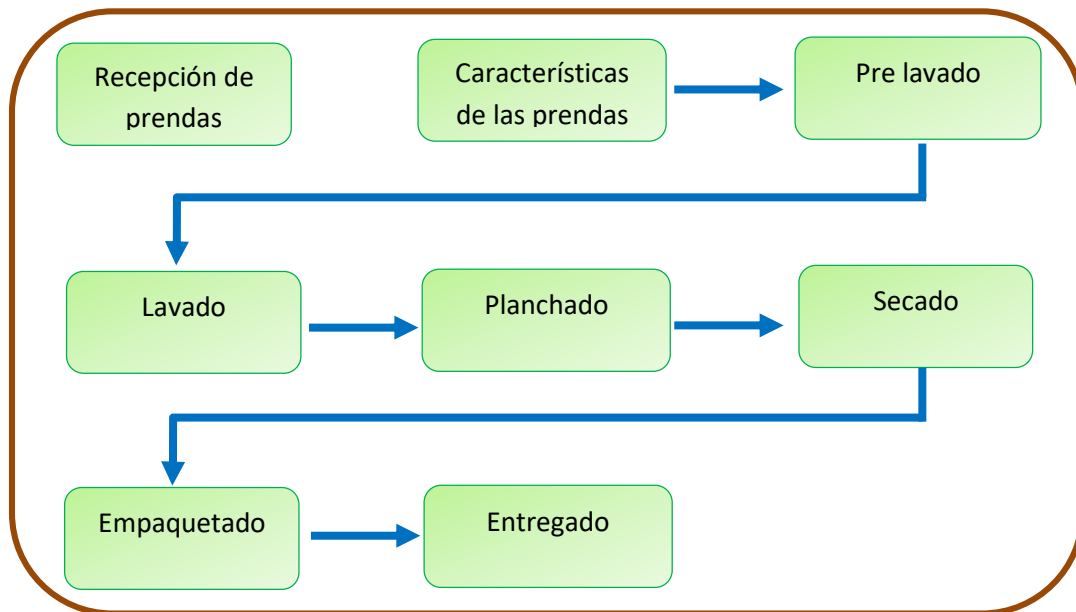 Recepción de
prendas
Características
de las prendas
Pre lavado
Lavado
Planchado
Secado
Empaquetado
Entregado